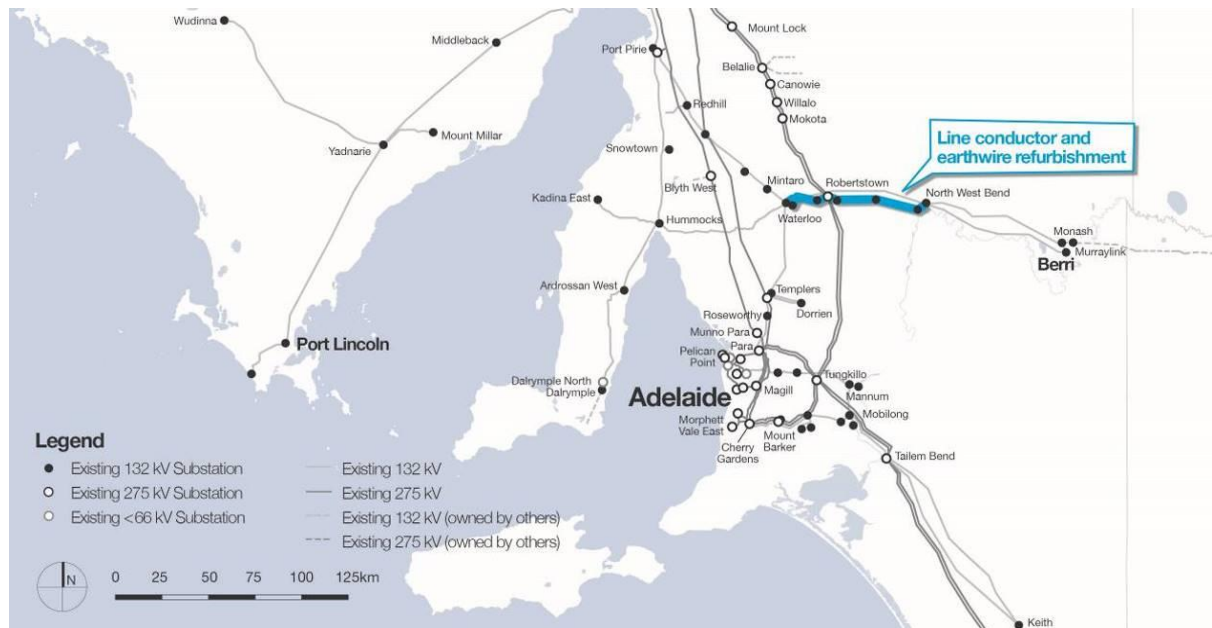 Wudinna
Middleback
Mount Lock
Port Pirie
Belalie
Canowie
Willalo
Mokota
Redhill
Mount Millar
Yadnarie
Snowtown
Line conductor and
earthwire refurbishment
Mintaro
Blyth West
Robertstown
North West Bend
Kadina East
Waterloo
Hummocks
Monash
Murraylink
Berri
Ardrossan West
Templers
Dorrien
Roseworthy
Munno Para
Port Lincoln
Para
Pelican
Point
Tungkillo
Dalrymple North
Dalrymple
Adelaide
Magill
Mannum
Morphett
Vale East
Mobilong
Cherry
Gardens
Mount
Barker
Tailem Bend
Keith
Legend
Existing 132 kV Substation
Existing 275 kV Substation
Existing <66 kV Substation
Existing 132 kV
Existing 275 kV
Existing 132 kV (owned by others)
Existing 275 kV (owned by others)
N
0 25 50 75 100 125km